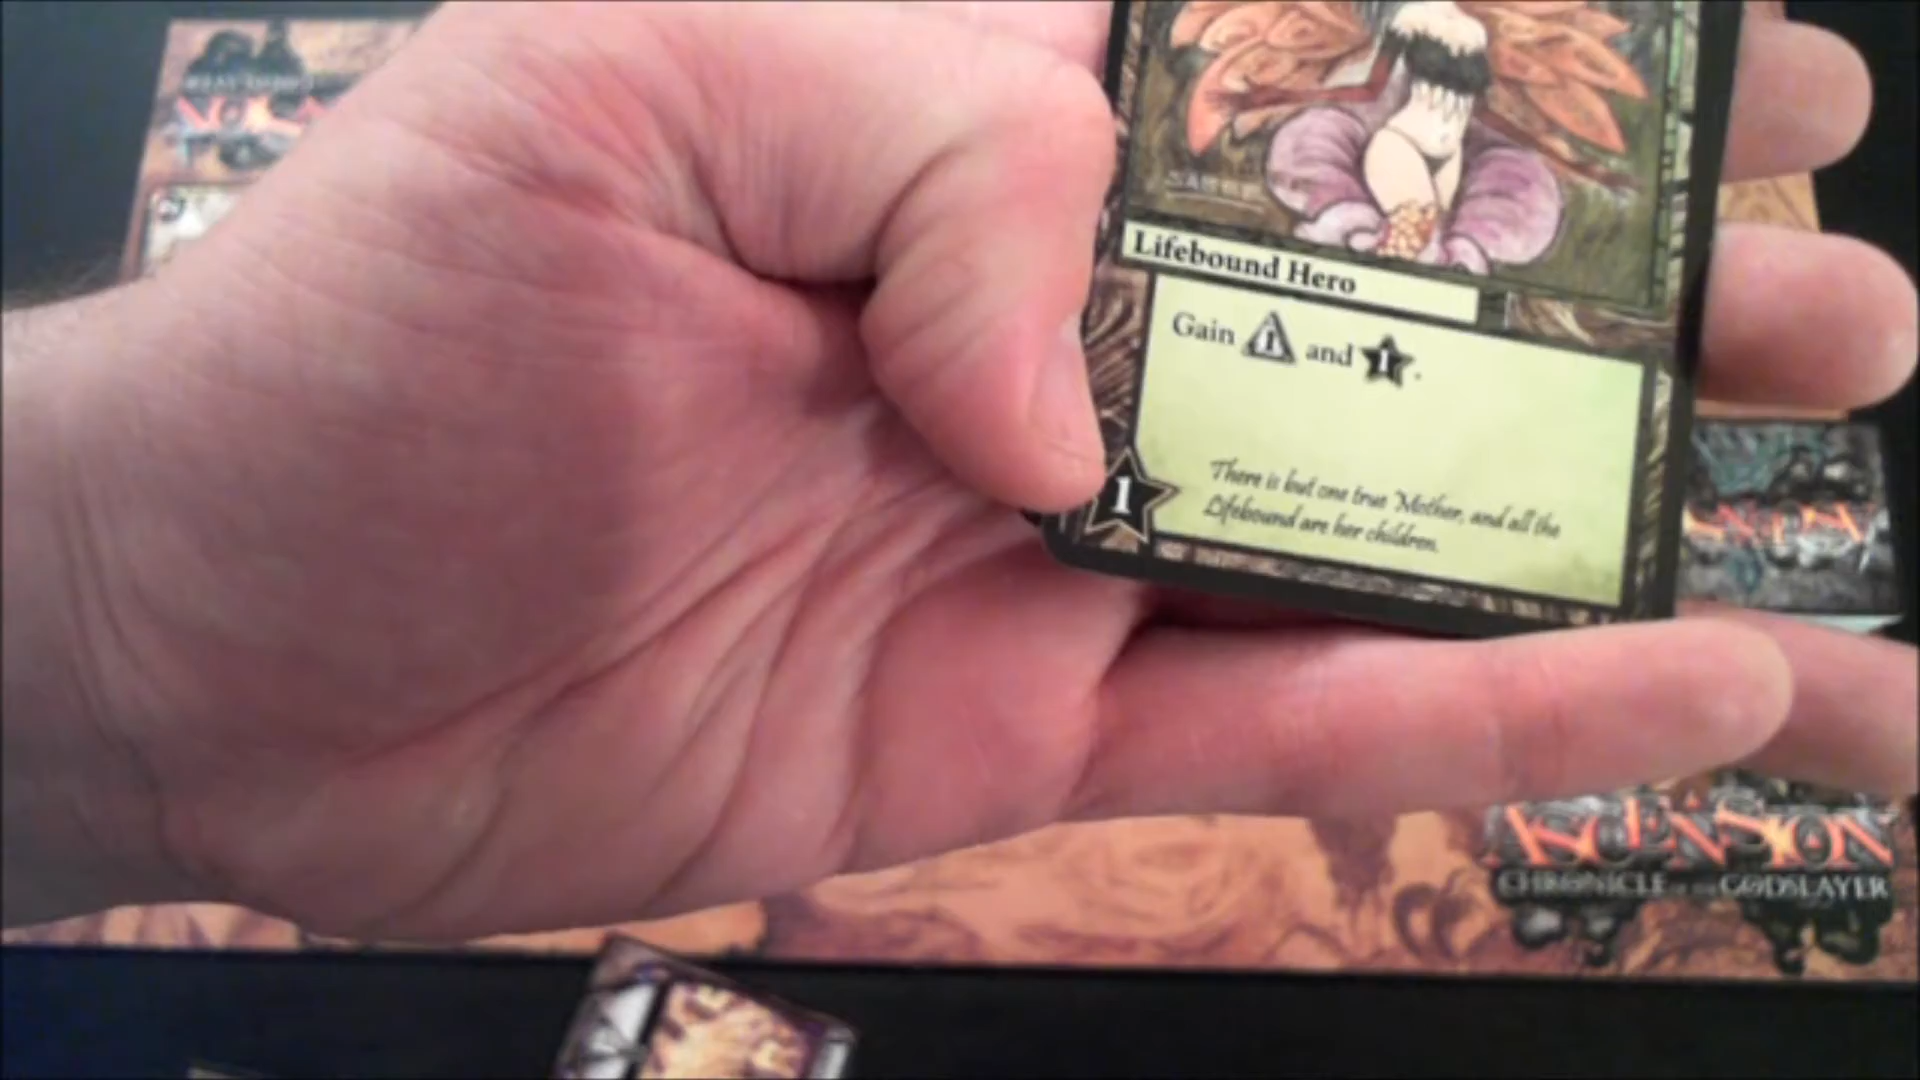 Lifebound Hero
Gain 1 and 1.
1
There is but one true Mother, and all the
Lifebound are her children.
ASCENSION
CHRONICLE OF THE GODSLAYER